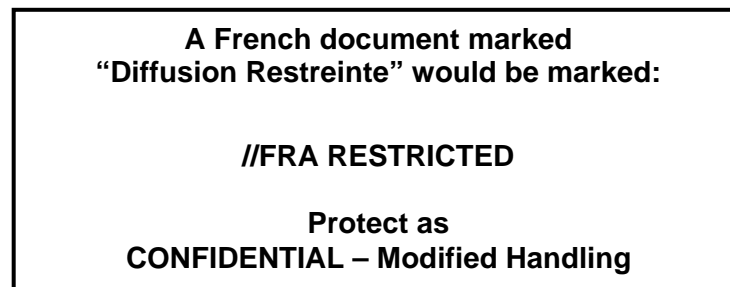 A French document marked
“Diffusion Restreinte” would be marked:
//FRA RESTRICTED
Protect as
CONFIDENTIAL – Modified Handling